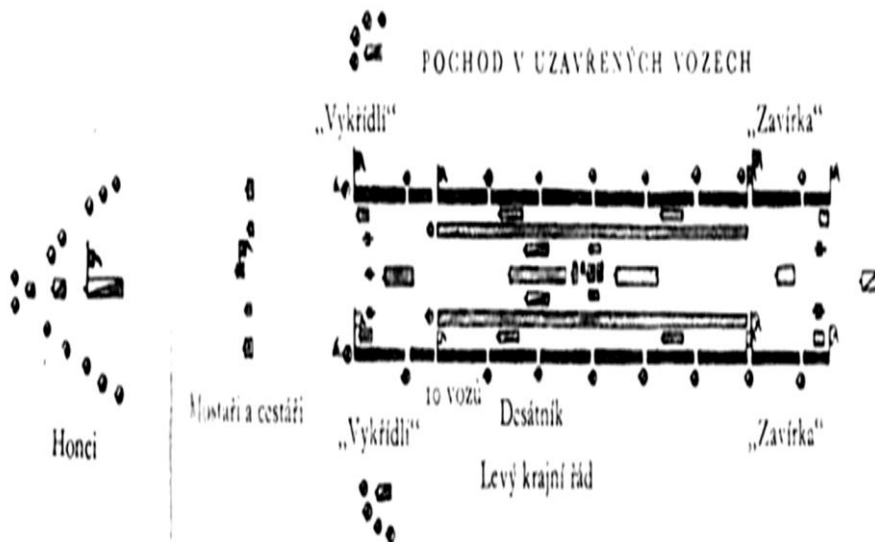 POCHOD V UZAVŘENÝCH VOZECH
„Vykřídlí“
„Zavírka“
Honci
Mostaři a cestáři
10 vozů
Desátník
„Vykřídlí“
„Zavírka“
Levý krajní řád